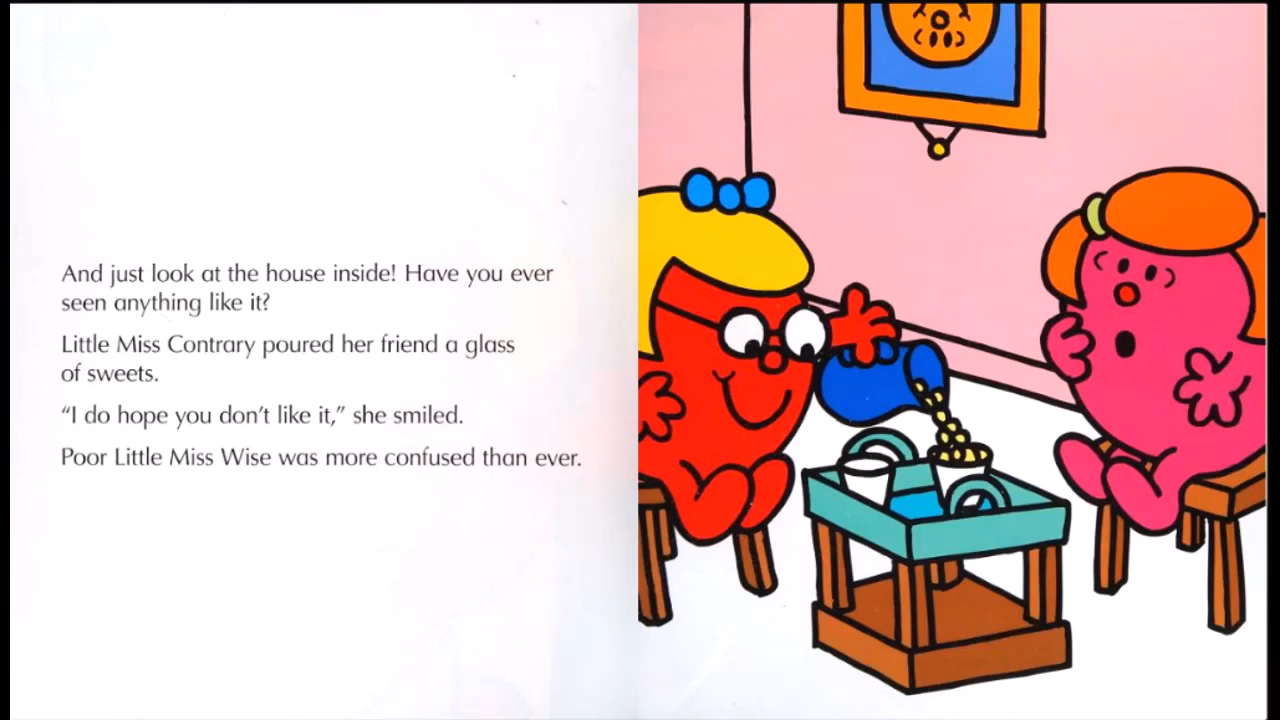 And just look at the house inside! Have you ever
seen anything like it?
Little Miss Contrary poured her friend a glass
of sweets.
“I do hope you don’t like it,” she smiled.
Poor Little Miss Wise was more confused than ever.